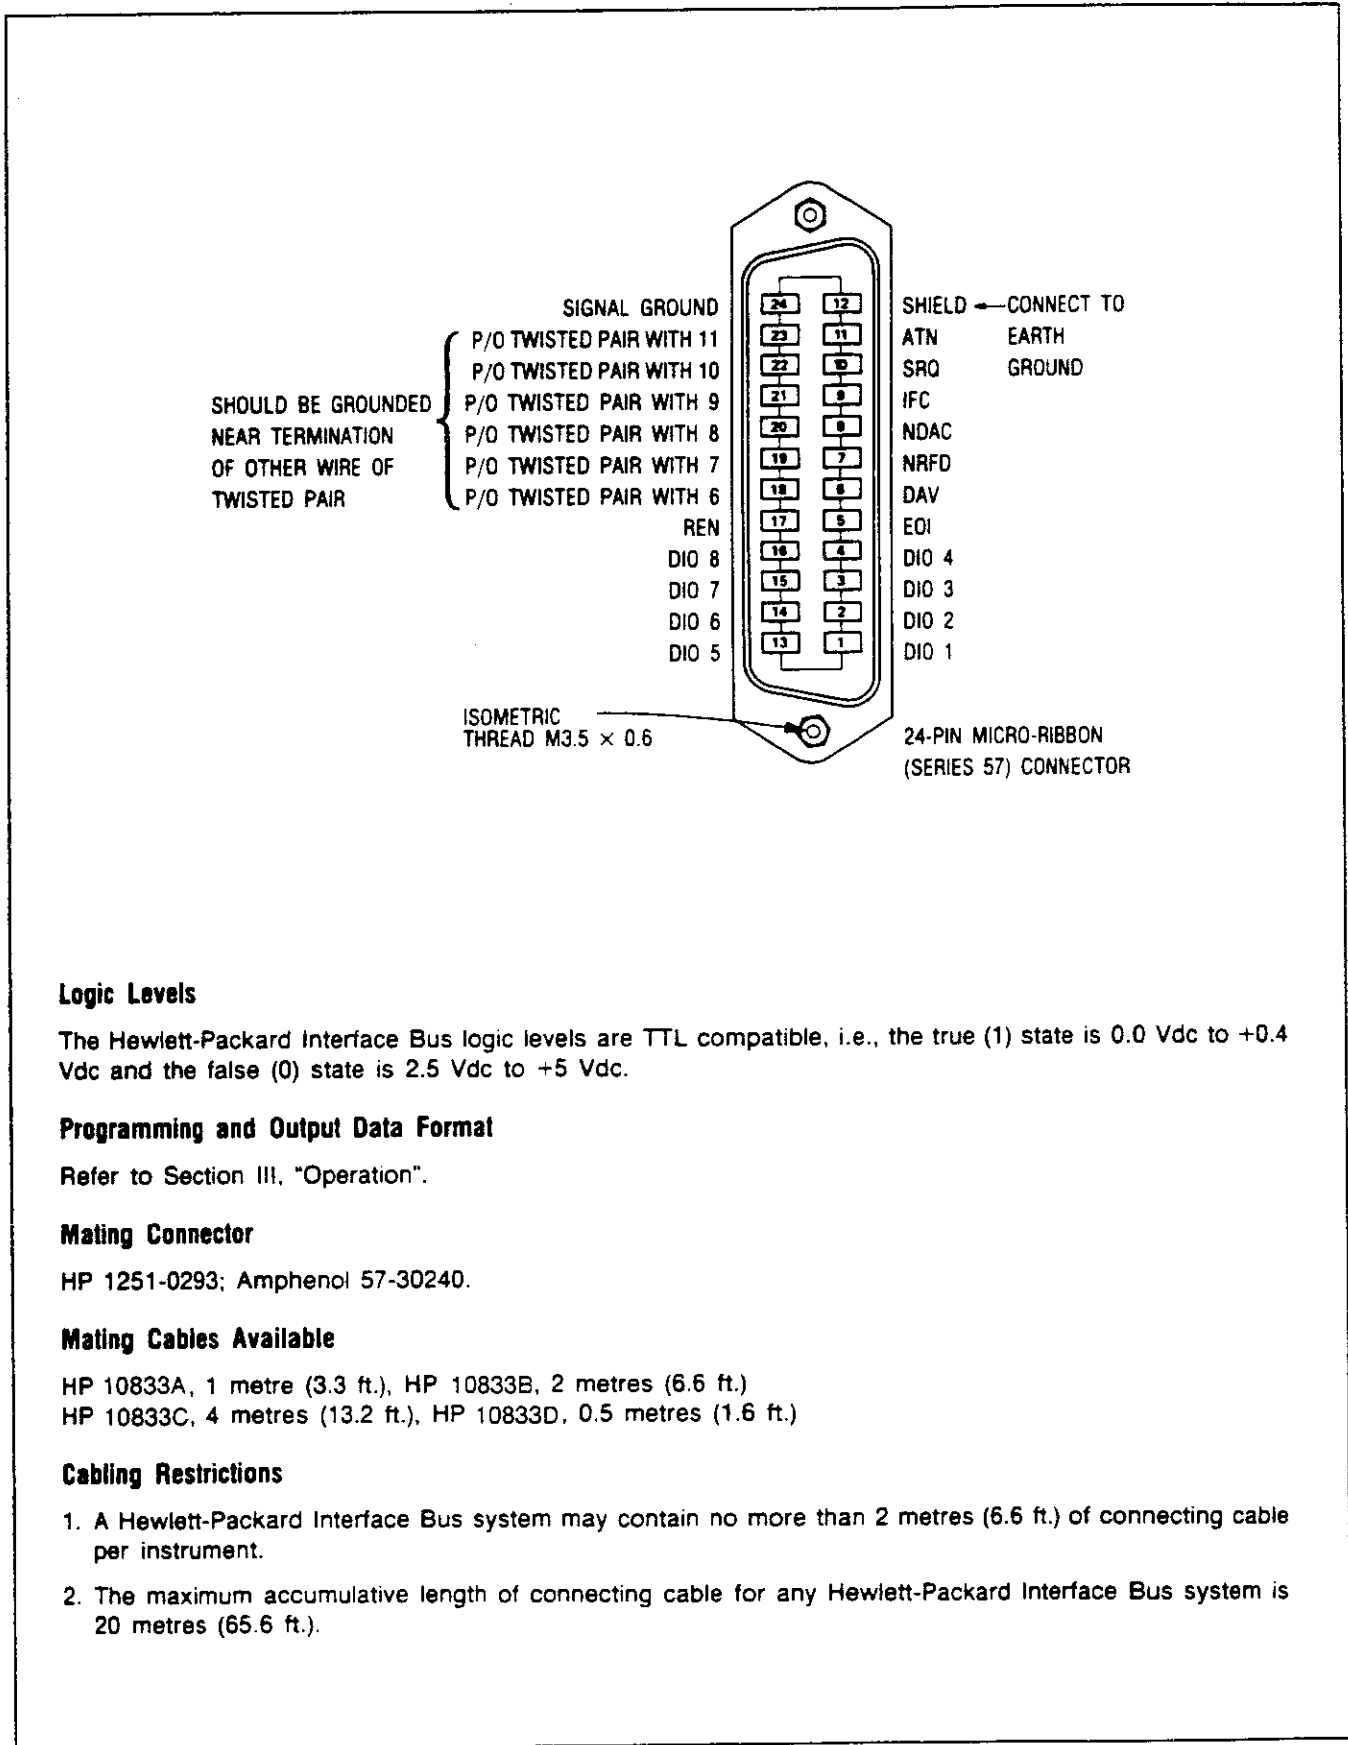 SIGNAL GROUND 24 12 SHIELD ←CONNECT TO
P/O TWISTED PAIR WITH 11 23 11 ATN EARTH
P/O TWISTED PAIR WITH 10 22 10 SRQ GROUND
SHOULD BE GROUNDED P/O TWISTED PAIR WITH 9 21 9 IFC
NEAR TERMINATION P/O TWISTED PAIR WITH 8 20 8 NDAC
OF OTHER WIRE OF P/O TWISTED PAIR WITH 7 19 7 NRFD
TWISTED PAIR P/O TWISTED PAIR WITH 6 18 6 DAV
REN 17 5 EOI
DIO 8 16 4 DIO 4
DIO 7 15 3 DIO 3
DIO 6 14 2 DIO 2
DIO 5 13 1 DIO 1
ISOMETRIC
THREAD M3.5 × 0.6
24-PIN MICRO-RIBBON
(SERIES 57) CONNECTOR
Logic Levels
The Hewlett-Packard Interface Bus logic levels are TTL compatible, i.e., the true (1) state is 0.0 Vdc to +0.4
Vdc and the false (0) state is 2.5 Vdc to +5 Vdc.
Programming and Output Data Format
Refer to Section III, "Operation".
Mating Connector
HP 1251-0293; Amphenol 57-30240.
Mating Cables Available
HP 10833A, 1 metre (3.3 ft.), HP 10833B, 2 metres (6.6 ft.)
HP 10833C, 4 metres (13.2 ft.), HP 10833D, 0.5 metres (1.6 ft.)
Cabling Restrictions
1. A Hewlett-Packard Interface Bus system may contain no more than 2 metres (6.6 ft.) of connecting cable
per instrument.
2. The maximum accumulative length of connecting cable for any Hewlett-Packard Interface Bus system is
20 metres (65.6 ft.).